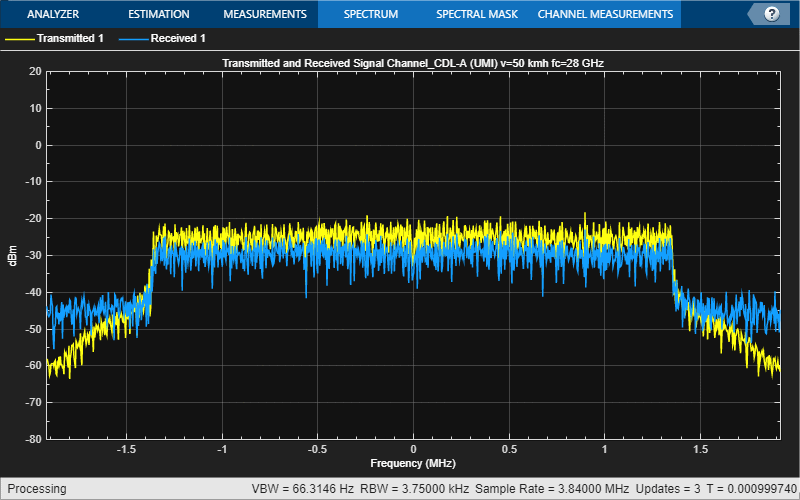 ANALYZER ESTIMATION MEASUREMENTS SPECTRUM SPECTRAL MASK CHANNEL MEASUREMENTS ?
Transmitted 1 Received 1
Transmitted and Received Signal Channel_CDL-A (UMI) v=50 kmh fc=28 GHz
20
10
0
-10
-20
-30
-40
-50
-60
-70
-80
dBm
-1.5 -1 -0.5 0 0.5 1 1.5
Frequency (MHz)
Processing VBW = 66.3146 Hz RBW = 3.75000 kHz Sample Rate = 3.84000 MHz Updates = 3 T = 0.000999740